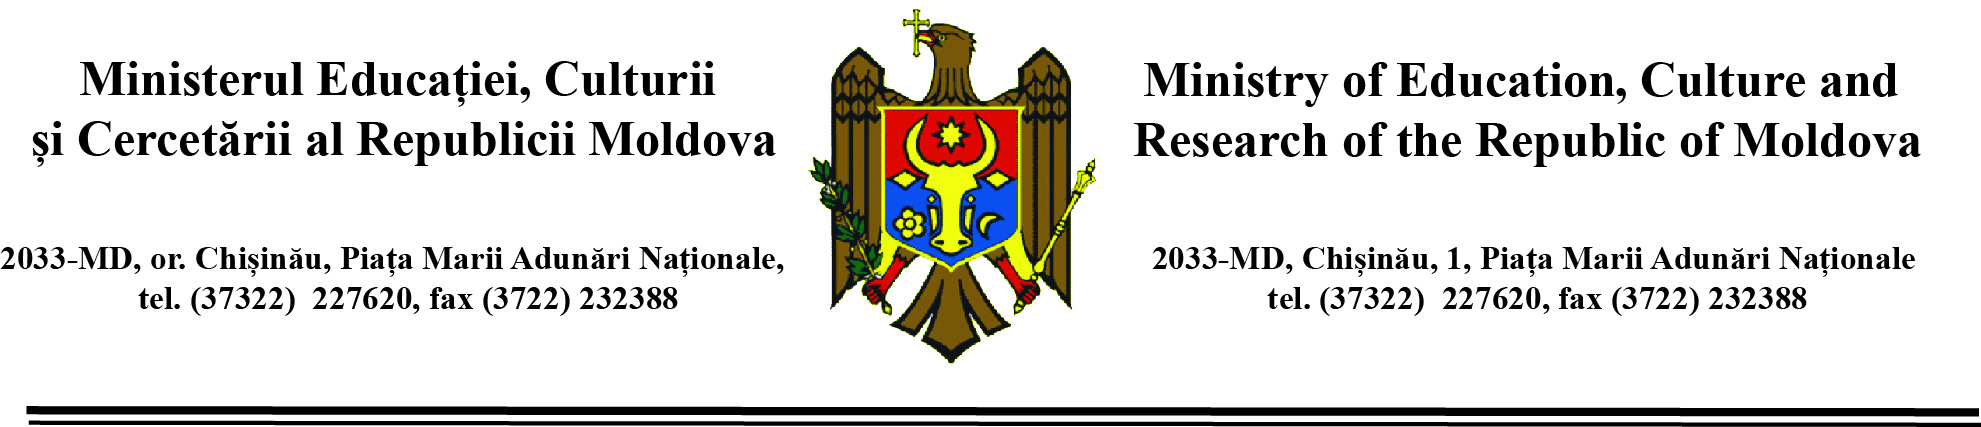 Ministerul Educației, Culturii
și Cercetării al Republicii Moldova
2033-MD, or. Chișinău, Piața Marii Adunări Naționale,
tel. (37322)  227620, fax (3722) 232388
Ministry of Education, Culture and
Research of the Republic of Moldova
2033-MD, Chișinău, 1, Piața Marii Adunări Naționale
tel. (37322)  227620, fax (3722) 232388